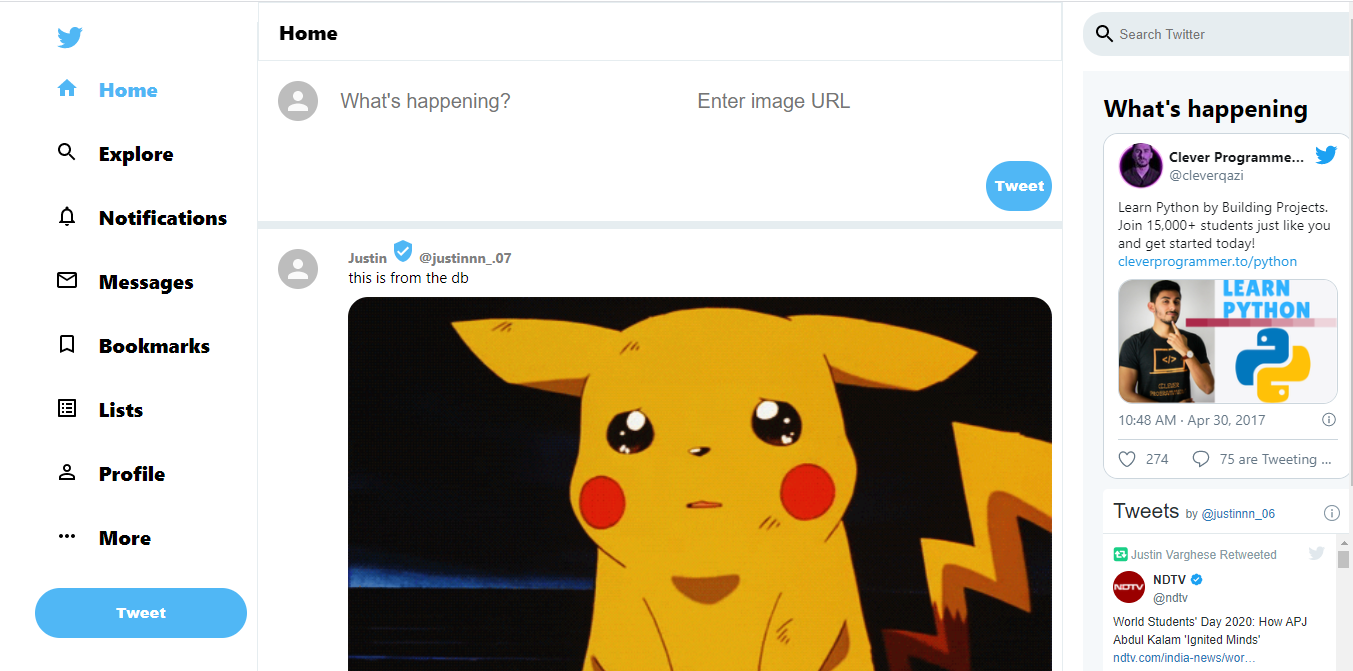 Home
Explore
Notifications
Messages
Bookmarks
Lists
Profile
More
Tweet
Home
What's happening?
Enter image URL
Tweet
Justin @justinnn_.07
this is from the db
Search Twitter
What's happening
Clever Programme...
@cleverqazi
Learn Python by Building Projects.
Join 15,000+ students just like you
and get started today!
cleverprogrammer.to/python
LEARN
PYTHON
</>
10:48 AM · Apr 30, 2017
274
75 are Tweeting ...
Tweets by @justinnn_06
Justin Varghese Retweeted
NDTV
NDTV
@ndtv
World Students' Day 2020: How APJ
Abdul Kalam 'Ignited Minds'
ndtv.com/india-news/wor…